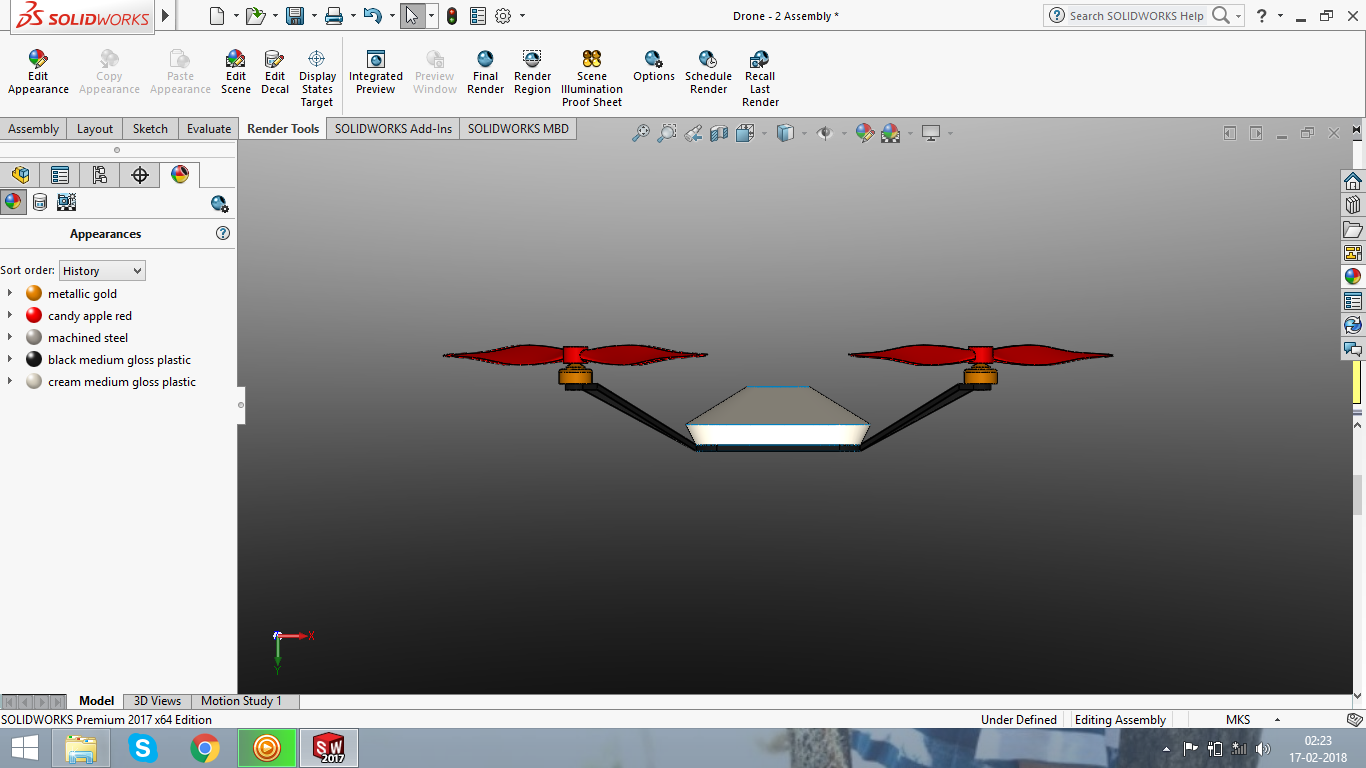 SOLIDWORKS
Drone - 2 Assembly *
Search SOLIDWORKS Help
?
Edit
Appearance
Copy
Appearance
Paste
Appearance
Edit
Scene
Edit
Decal
Display
States
Target
Integrated
Preview
Preview
Window
Final
Render
Render
Region
Scene
Illumination
Proof Sheet
Options
Schedule
Render
Recall
Last
Render
Assembly
Layout
Sketch
Evaluate
Render Tools
SOLIDWORKS Add-Ins
SOLIDWORKS MBD
Appearances
Sort order:
History
metallic gold
candy apple red
machined steel
black medium gloss plastic
cream medium gloss plastic
X
Y
Model
3D Views
Motion Study 1
SOLIDWORKS Premium 2017 x64 Edition
Under Defined
Editing Assembly
MKS
SW
2017
02:23
17-02-2018